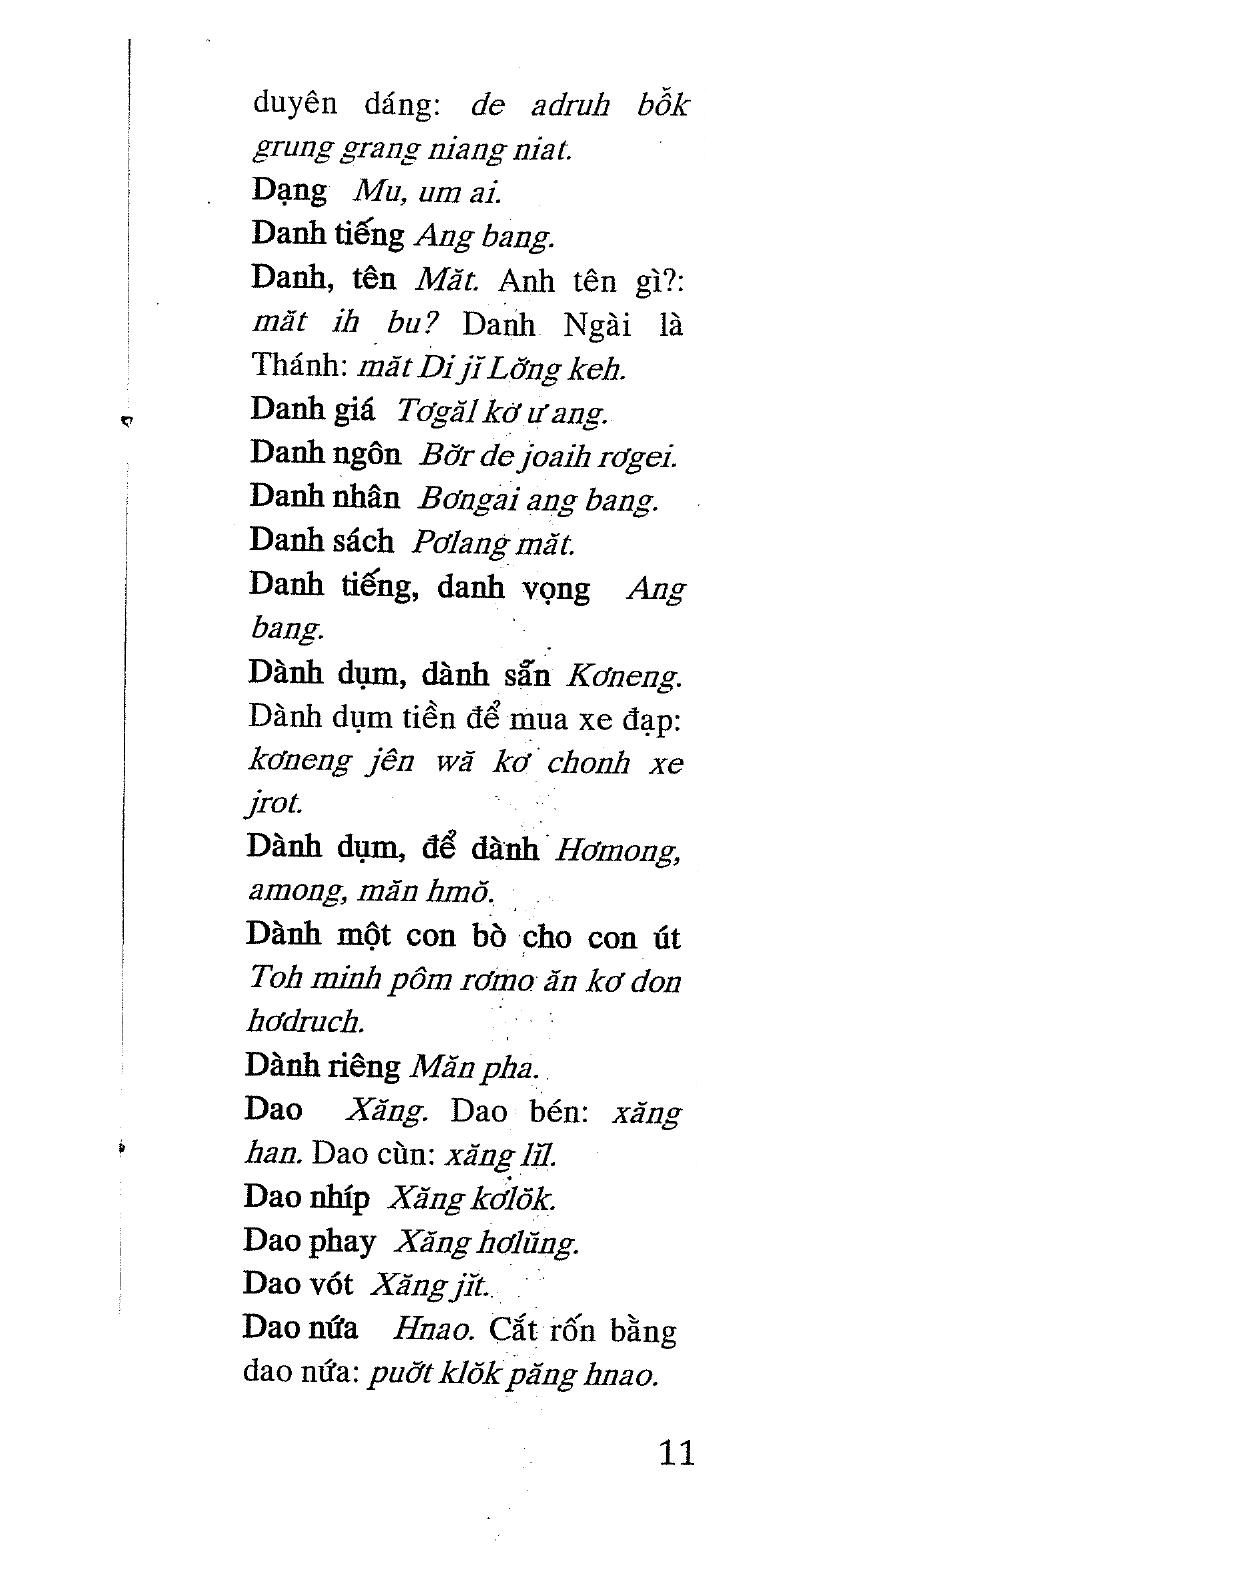 duyên dáng: de adruh bô̆k
grung grang niang niat.
Dạng Mu, um ai.
Danh tiếng Ang bang.
Danh, tên Măt. Anh tên gì?:
măt ih bu? Danh Ngài là
Thánh: măt Di jĭ Lơ̆ng keh.
Danh giá Tơgăl kơ ư ang.
Danh ngôn Bơ̆r de joaih rơgei.
Danh nhân Bơngai ang bang.
Danh sách Pơlang măt.
Danh tiếng, danh vọng Ang
bang.
Dành dụm, dành sẵn Kơneng.
Dành dụm tiền để mua xe đạp:
kơneng jên wă kơ chonh xe
jrot.
Dành dụm, để dành Hơmong,
among, măn hmŏ.
Dành một con bò cho con út
Toh minh pôm rơmo ăn kơ don
hơdruch.
Dành riêng Măn pha.
Dao Xăng. Dao bén: xăng
han. Dao cùn: xăng lĭl.
Dao nhíp Xăng kơlŏk.
Dao phay Xăng hơlŭng.
Dao vót Xăng jĭt.
Dao nứa Hnao. Cắt rốn bằng
dao nứa: puơ̆t klŏk păng hnao.
11